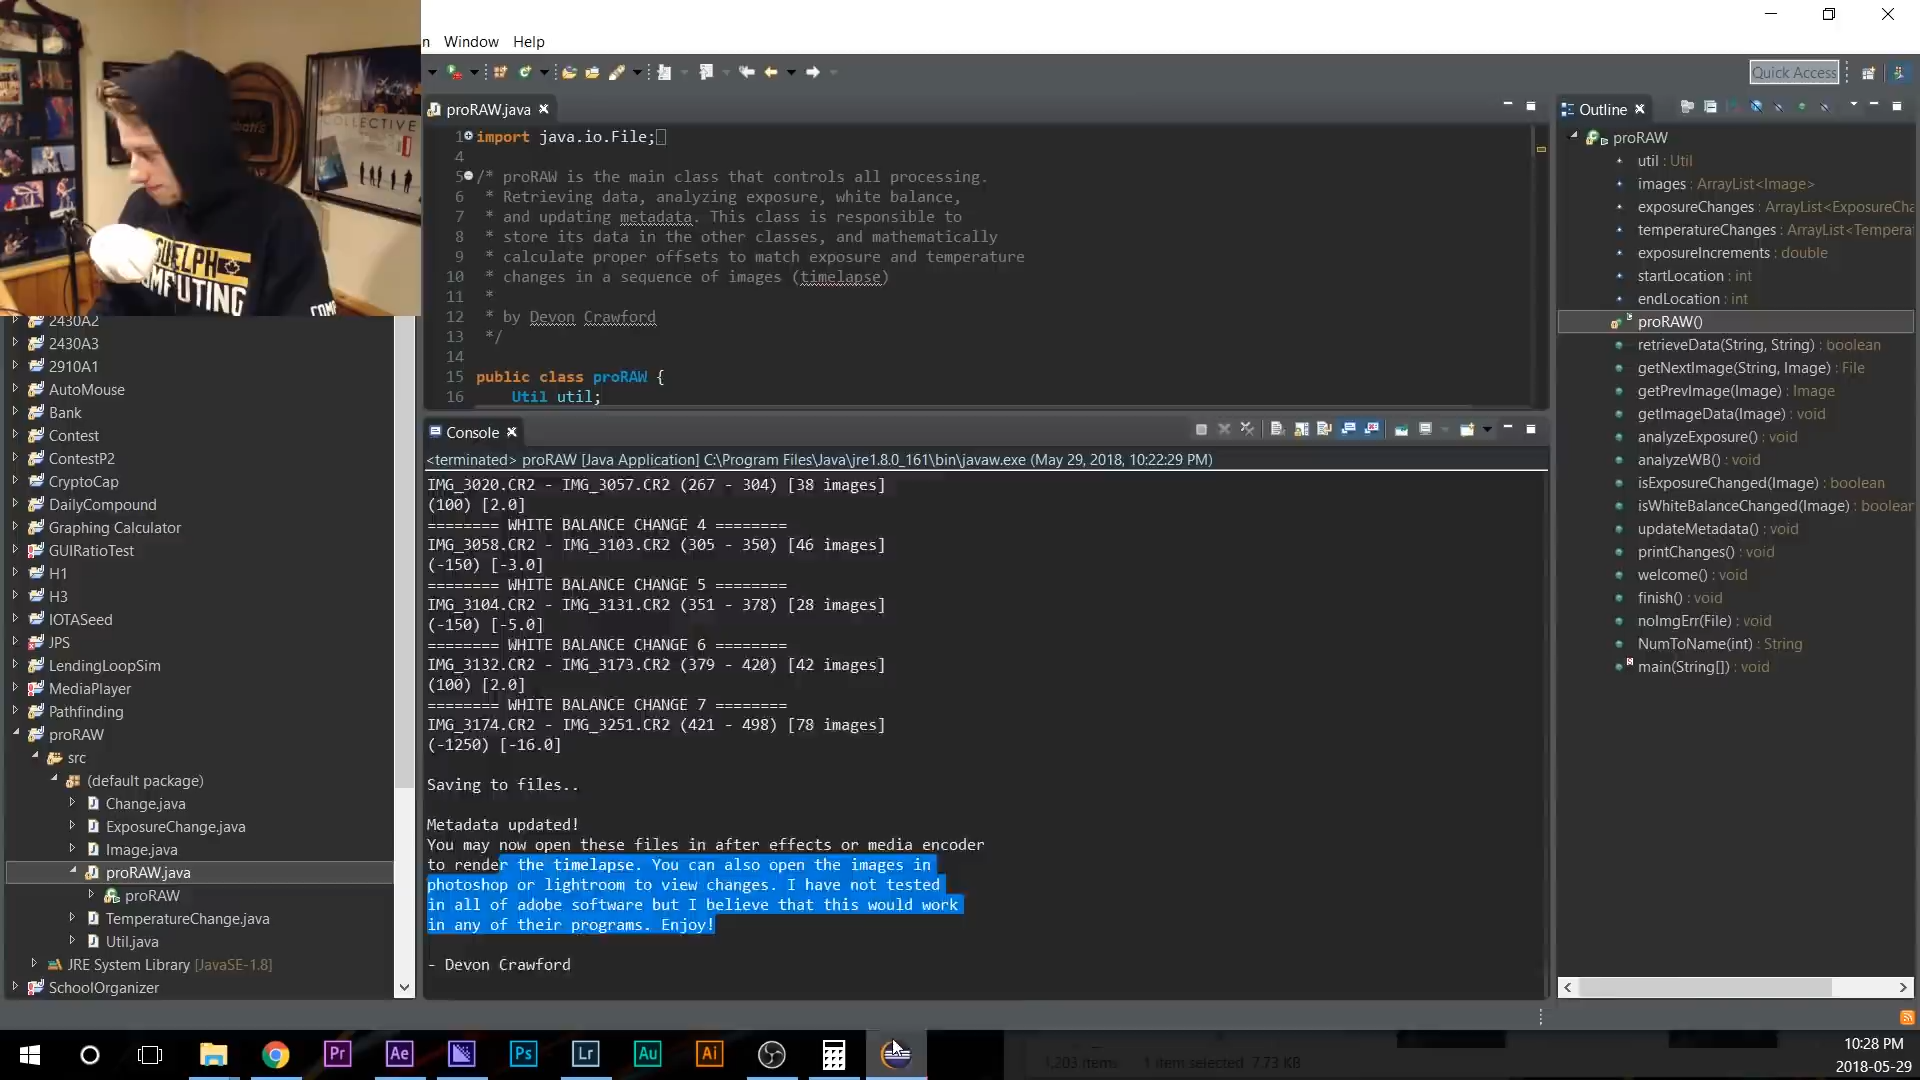 Window Help
Quick Access
COLLECTIVE
GUELPH
COMPUTING
proRAW.java
1 import java.io.File;
4
5 /* proRAW is the main class that controls all processing.
6 * Retrieving data, analyzing exposure, white balance,
7 * and updating metadata. This class is responsible to
8 * store its data in the other classes, and mathematically
9 * calculate proper offsets to match exposure and temperature
10 * changes in a sequence of images (timelapse)
11 *
12 * by Devon Crawford
13 */
14
15 public class proRAW {
16 Util util;
Console
<terminated> proRAW [Java Application] C:\Program Files\Java\jre1.8.0_161\bin\javaw.exe (May 29, 2018, 10:22:29 PM)
IMG_3020.CR2 - IMG_3057.CR2 (267 - 304) [38 images]
(100) [2.0]
======== WHITE BALANCE CHANGE 4 ========
IMG_3058.CR2 - IMG_3103.CR2 (305 - 350) [46 images]
(-150) [-3.0]
======== WHITE BALANCE CHANGE 5 ========
IMG_3104.CR2 - IMG_3131.CR2 (351 - 378) [28 images]
(-150) [-5.0]
======== WHITE BALANCE CHANGE 6 ========
IMG_3132.CR2 - IMG_3173.CR2 (379 - 420) [42 images]
(100) [2.0]
======== WHITE BALANCE CHANGE 7 ========
IMG_3174.CR2 - IMG_3251.CR2 (421 - 498) [78 images]
(-1250) [-16.0]
Saving to files..
Metadata updated!
You may now open these files in after effects or media encoder
to render the timelapse. You can also open the images in
photoshop or lightroom to view changes. I have not tested
in all of adobe software but I believe that this would work
in any of their programs. Enjoy!
- Devon Crawford
2430A2
2430A3
2910A1
AutoMouse
Bank
Contest
ContestP2
CryptoCap
DailyCompound
Graphing Calculator
GUIRatioTest
H1
H3
IOTASeed
JPS
LendingLoopSim
MediaPlayer
Pathfinding
proRAW
src
(default package)
Change.java
ExposureChange.java
Image.java
proRAW.java
proRAW
TemperatureChange.java
Util.java
JRE System Library [JavaSE-1.8]
SchoolOrganizer
Outline
proRAW
util : Util
images : ArrayList<Image>
exposureChanges : ArrayList<ExposureCha
temperatureChanges : ArrayList<Tempera
exposureIncrements : double
startLocation : int
endLocation : int
proRAW()
retrieveData(String, String) : boolean
getNextImage(String, Image) : File
getPrevImage(Image) : Image
getImageData(Image) : void
analyzeExposure() : void
analyzeWB() : void
isExposureChanged(Image) : boolean
isWhiteBalanceChanged(Image) : boolean
updateMetadata() : void
printChanges() : void
welcome() : void
finish() : void
noImgErr(File) : void
NumToName(int) : String
main(String[]) : void
Pr Ae Ps Lr Au Ai
1,203 items 1 item selected 7.73 KB
10:28 PM
2018-05-29